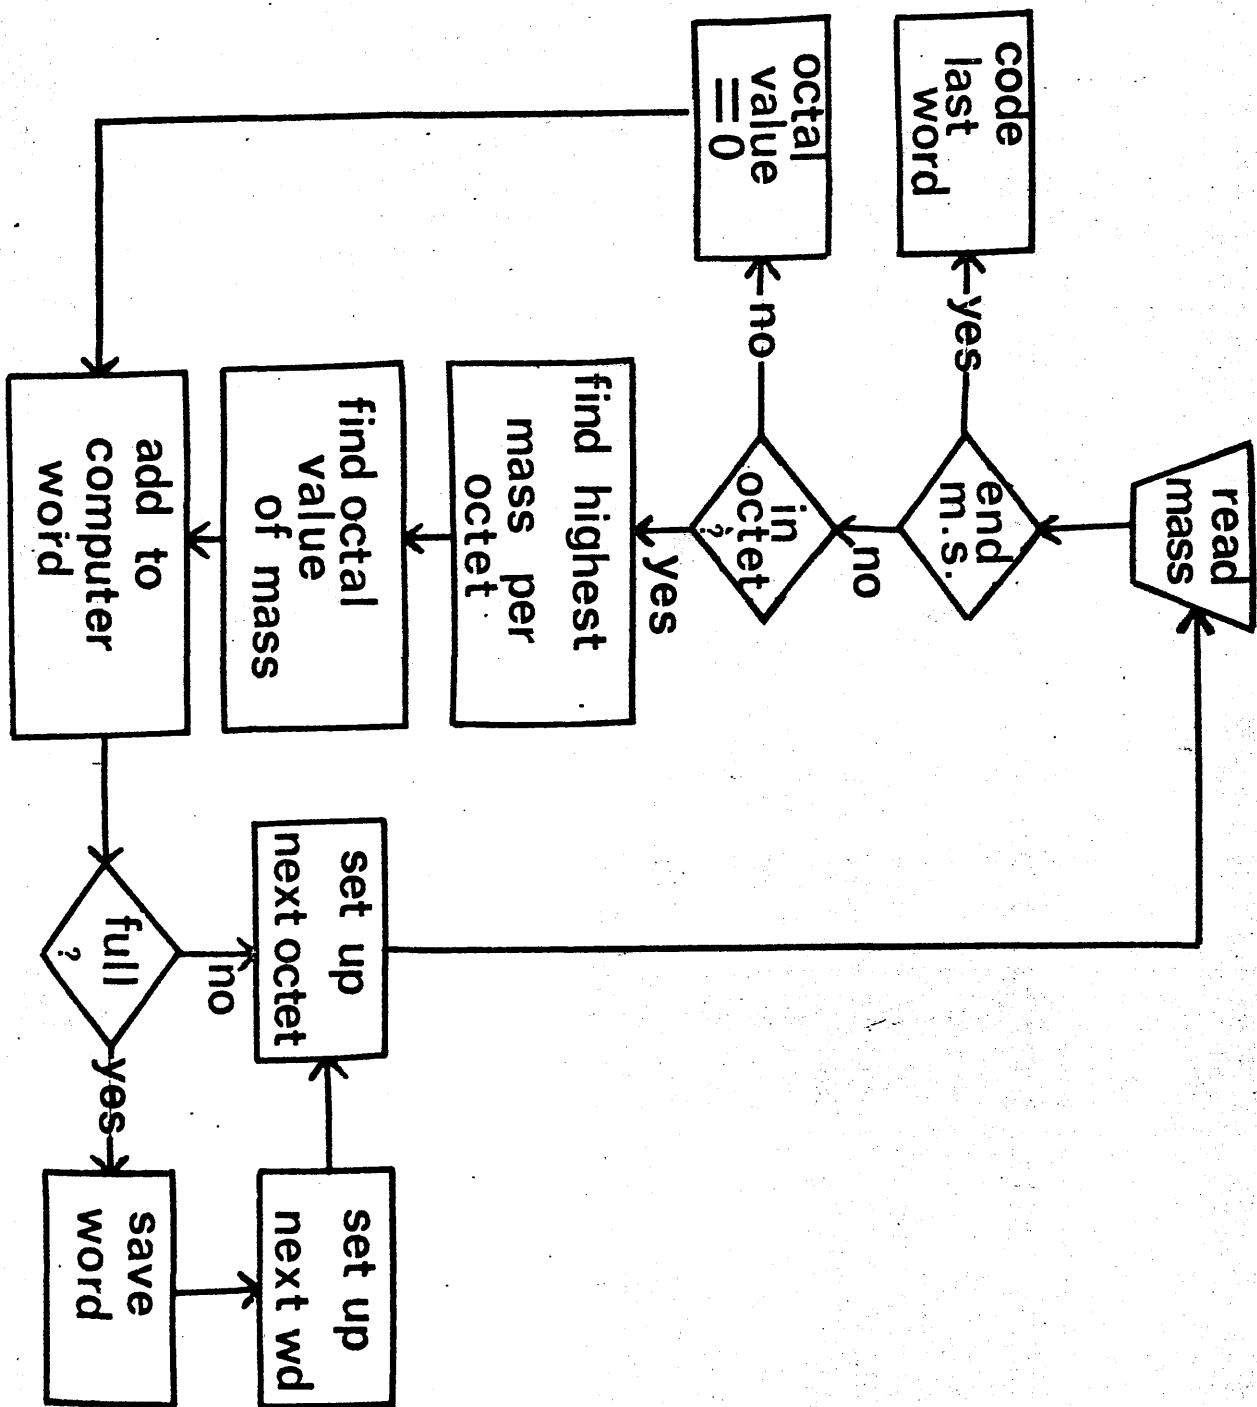 read
mass
end
m.s.
yes
code
last
word
no
in
octet
?
no
octal
value
=0
yes
find highest
mass per
octet
find octal
value
of mass
add to
computer
word
full
?
no
set up
next octet
yes
save
word
set up
next wd